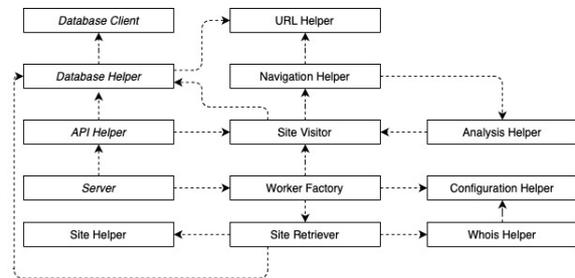 Database Client
URL Helper
Database Helper
Navigation Helper
API Helper
Site Visitor
Analysis Helper
Server
Worker Factory
Configuration Helper
Site Helper
Site Retriever
Whois Helper